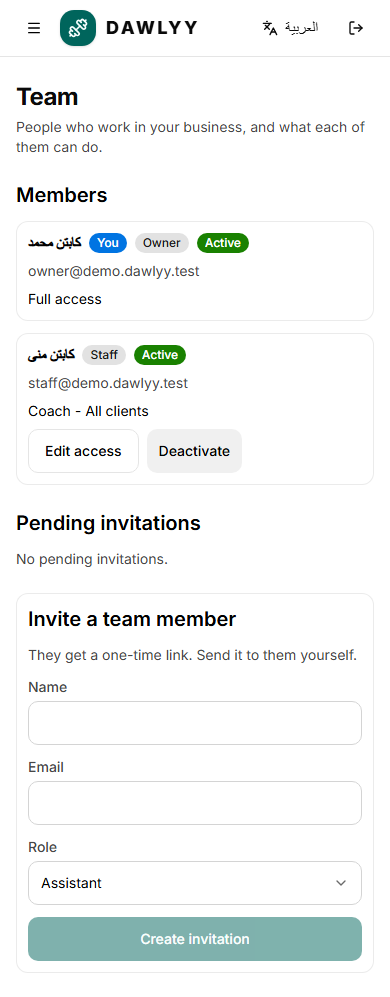 DAWLYY
العربية
Team
People who work in your business, and what each of
them can do.
Members
كابتن محمد You Owner Active
owner@demo.dawlyy.test
Full access
كابتن منى Staff Active
staff@demo.dawlyy.test
Coach - All clients
Edit access Deactivate
Pending invitations
No pending invitations.
Invite a team member
They get a one-time link. Send it to them yourself.
Name
Email
Role
Assistant
Create invitation